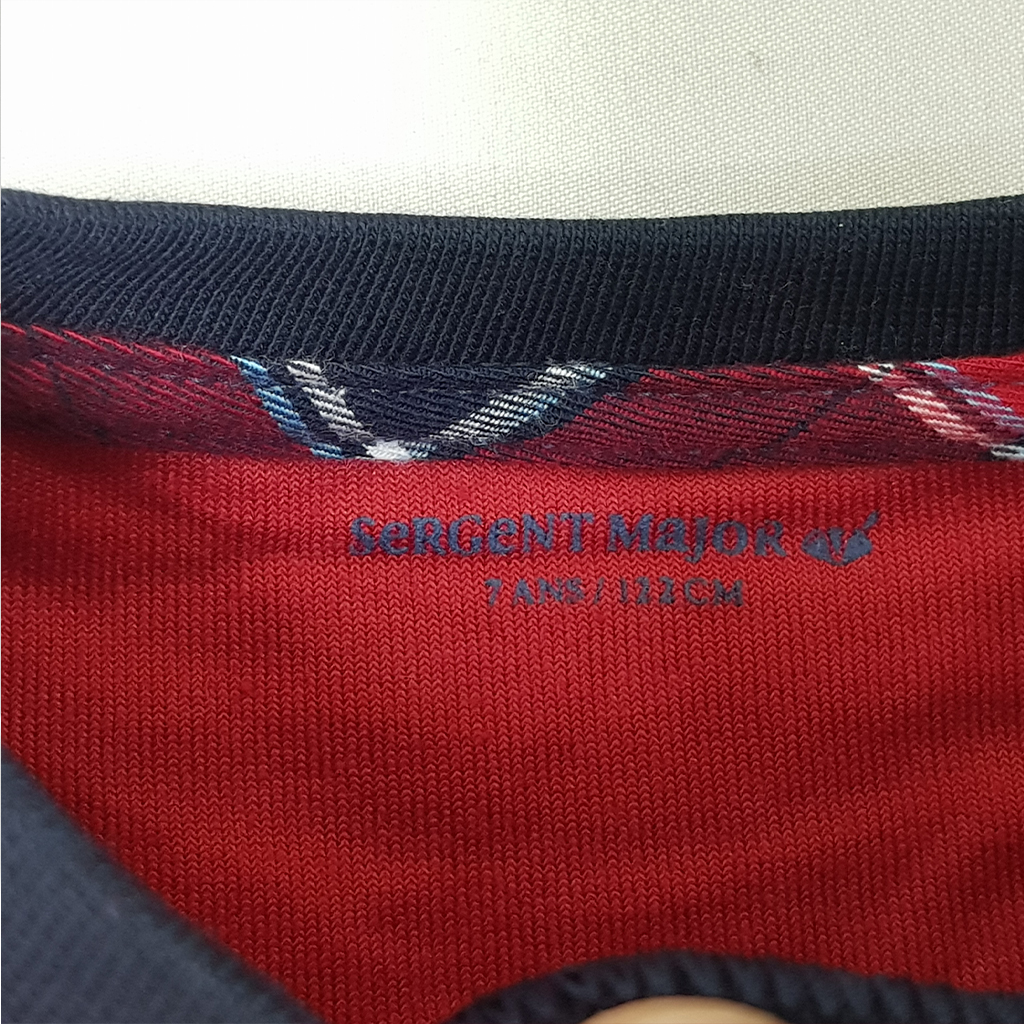 SeRGeNT MaJOR
7 ANS / 122 CM